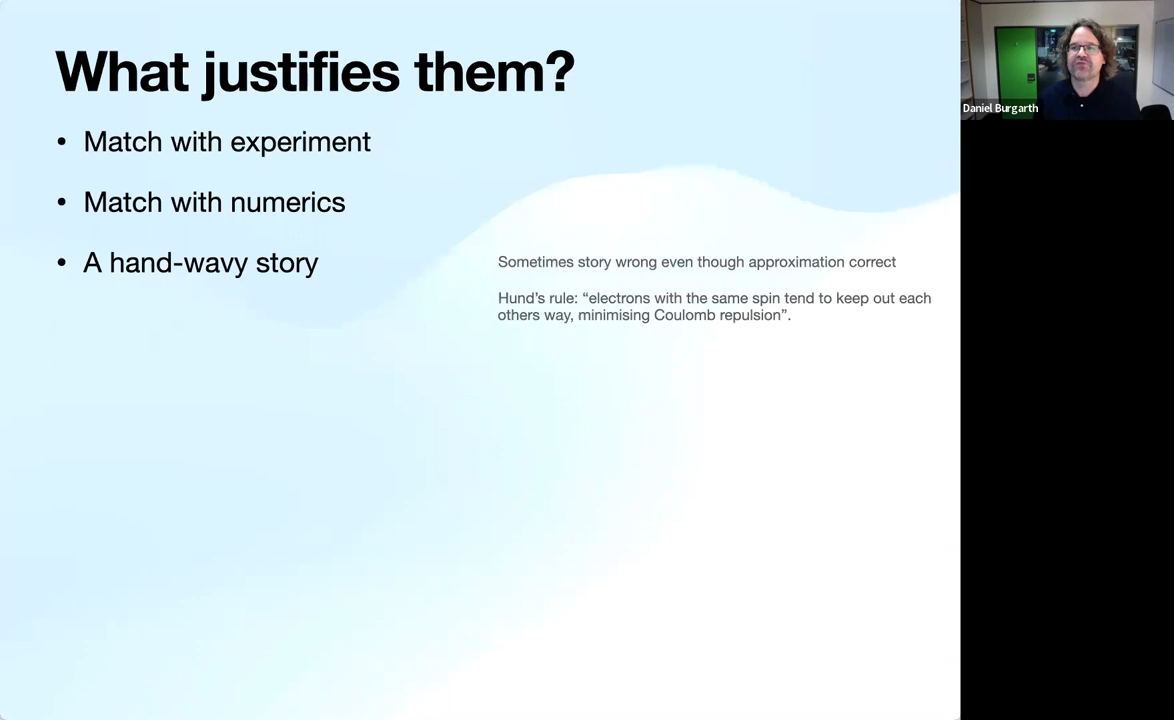 What justifies them?
• Match with experiment
• Match with numerics
• A hand-wavy story
Sometimes story wrong even though approximation correct
Hund's rule: “electrons with the same spin tend to keep out each
others way, minimising Coulomb repulsion”.
Daniel Burgarth